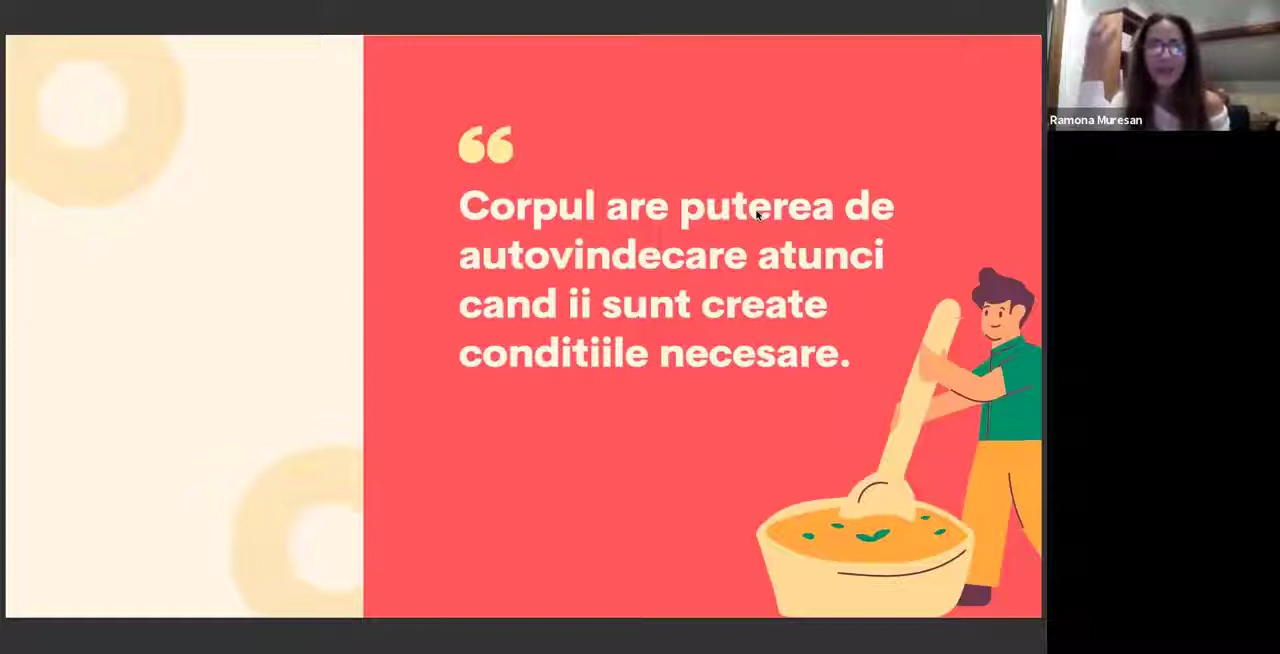 “
Corpul are puterea de
autovindecare atunci
cand ii sunt create
conditiile necesare.
Ramona Muresan